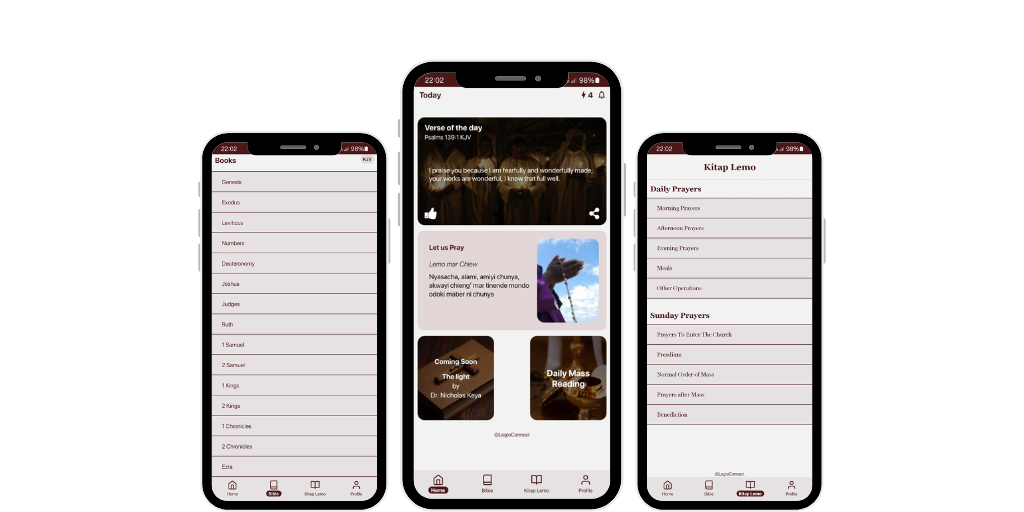 22:02
98%
Books
KJV
Genesis
Exodus
Leviticus
Numbers
Deuteronomy
Joshua
Judges
Ruth
1 Samuel
2 Samuel
1 Kings
2 Kings
1 Chronicles
2 Chronicles
Ezra
Home
Bible
Kitap Lemo
Profile
22:02
98%
Today
4
Verse of the day
Psalms 139:1 KJV
I praise you because I am fearfully and wonderfully made;
your works are wonderful, I know that full well.
Let us Pray
Lemo mar Chiew
Nyasacha, alami, amiyi chunya,
akwayi chieng' mar tinende mondo
odoki maber ni chunya
Coming Soon
The light
by
Dr. Nicholas Keya
Daily Mass
Reading
@LegioConnect
Home
Bible
Kitap Lemo
Profile
22:02
98%
Kitap Lemo
Daily Prayers
Morning Prayers
Afternoon Prayers
Evening Prayers
Meals
Other Operations
Sunday Prayers
Prayers To Enter The Church
Presdium
Normal Order of Mass
Prayers after Mass
Benediction
@LegioConnect
Home
Bible
Kitap Lemo
Profile